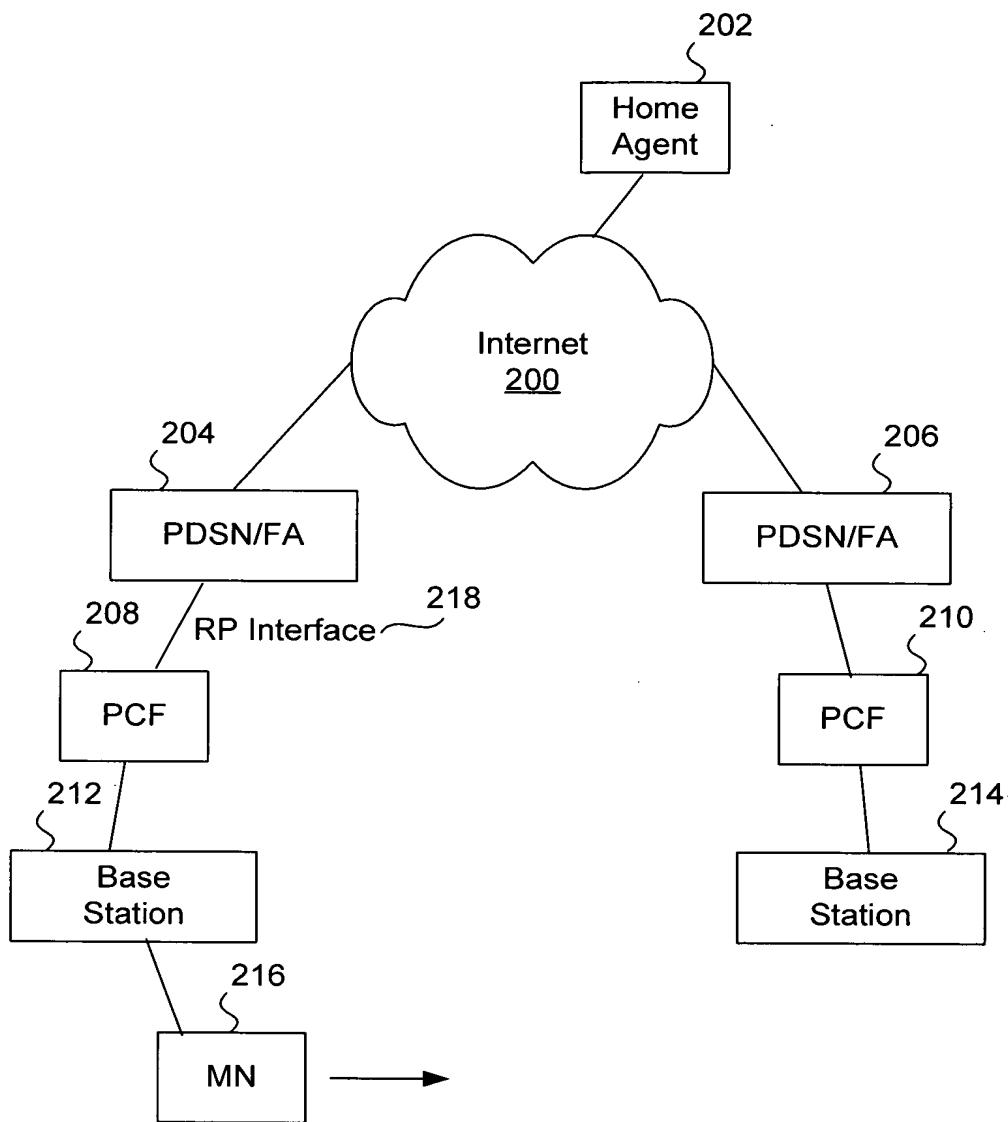 202
Home
Agent
Internet
200
204
PDSN/FA
206
PDSN/FA
208
RP Interface 218
PCF
210
PCF
212
Base
Station
214
Base
Station
216
MN